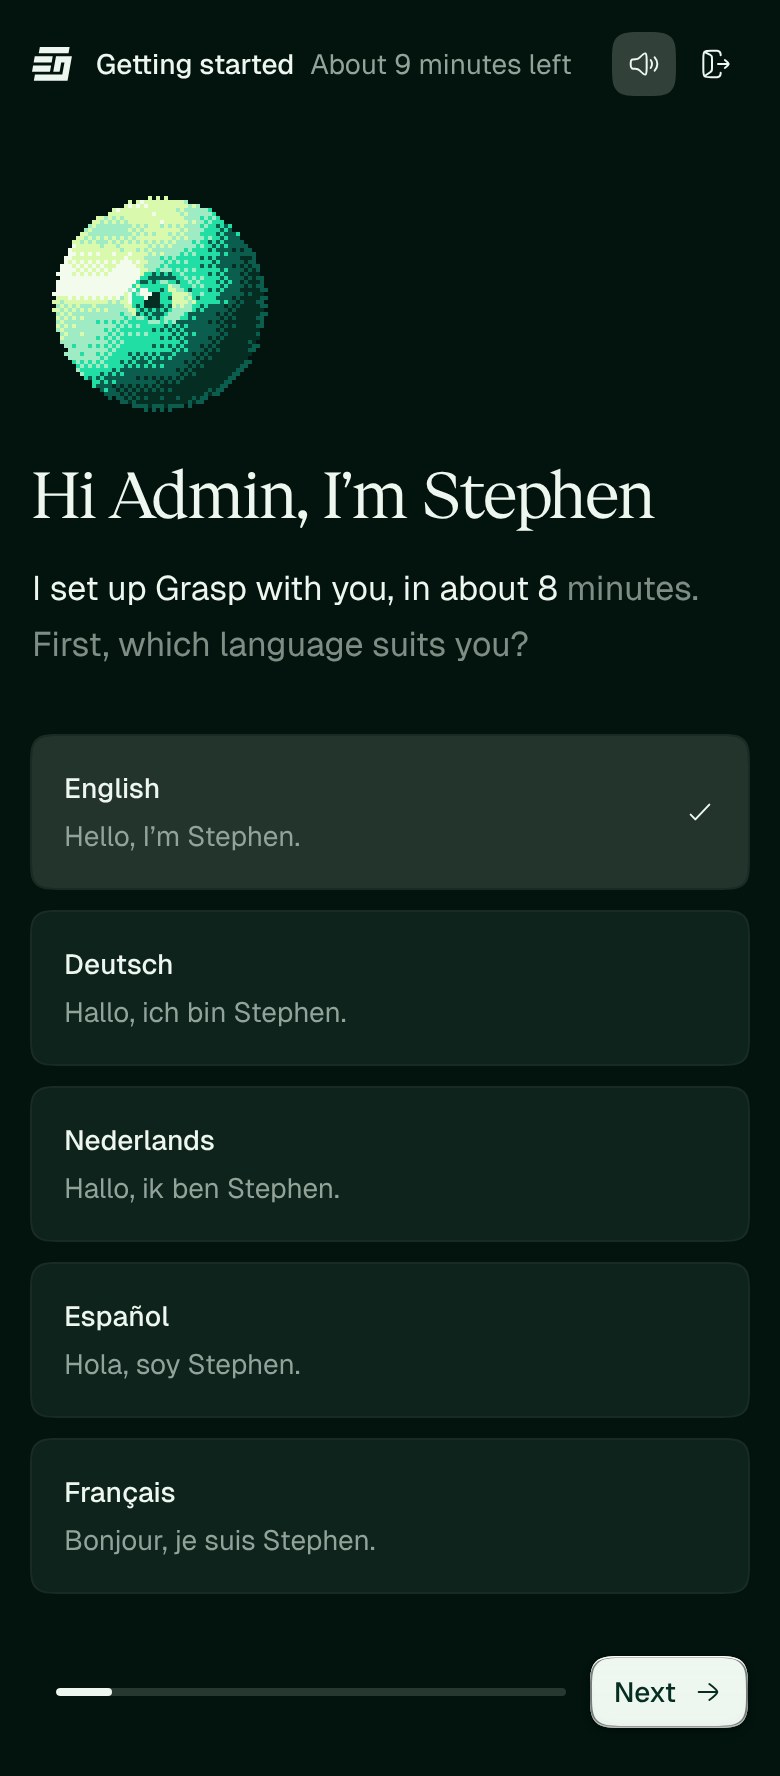 Getting started About 9 minutes left
Hi Admin, I’m Stephen
I set up Grasp with you, in about 8 minutes.
First, which language suits you?
English
Hello, I’m Stephen.
Deutsch
Hallo, ich bin Stephen.
Nederlands
Hallo, ik ben Stephen.
Español
Hola, soy Stephen.
Français
Bonjour, je suis Stephen.
Next